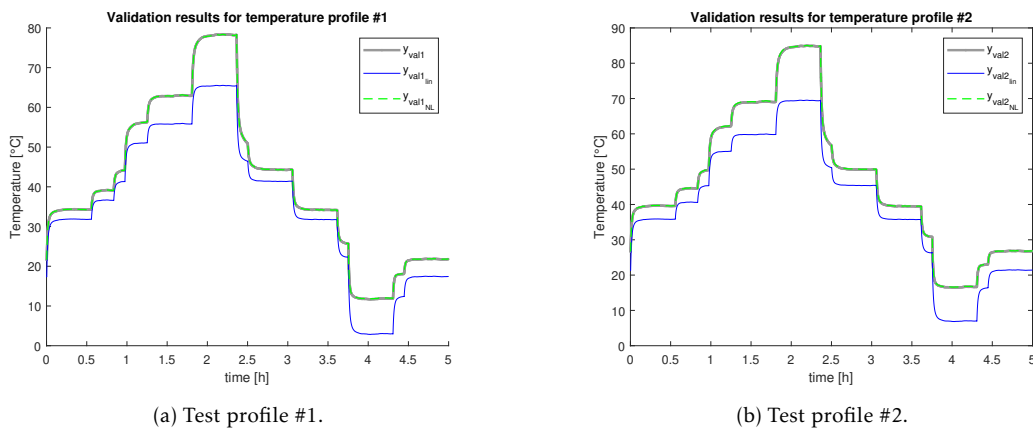 Validation results for temperature profile #1
Temperature [°C]
80
70
60
50
40
30
20
10
0
0 0.5 1 1.5 2 2.5 3 3.5 4 4.5 5
time [h]
y_val1
y_val1_lin
y_val1_NL
(a) Test profile #1.
Validation results for temperature profile #2
Temperature [°C]
90
80
70
60
50
40
30
20
10
0
0 0.5 1 1.5 2 2.5 3 3.5 4 4.5 5
time [h]
y_val2
y_val2_lin
y_val2_NL
(b) Test profile #2.